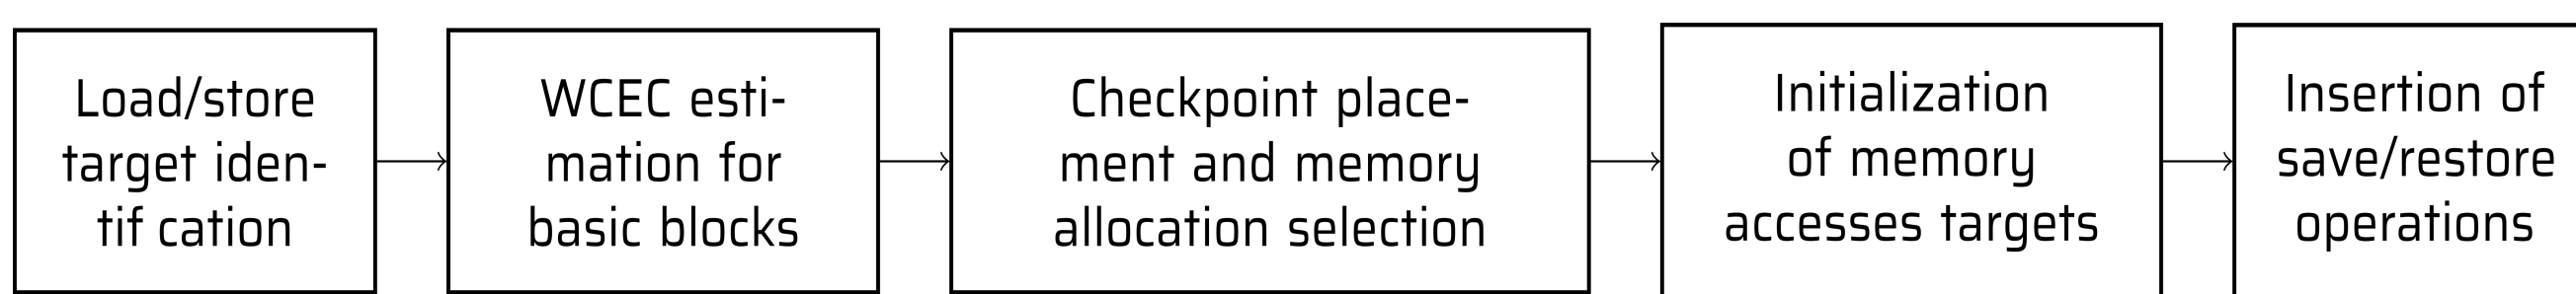 Load/store
target iden-
tif cation
WCEC esti-
mation for
basic blocks
Checkpoint place-
ment and memory
allocation selection
Initialization
of memory
accesses targets
Insertion of
save/restore
operations